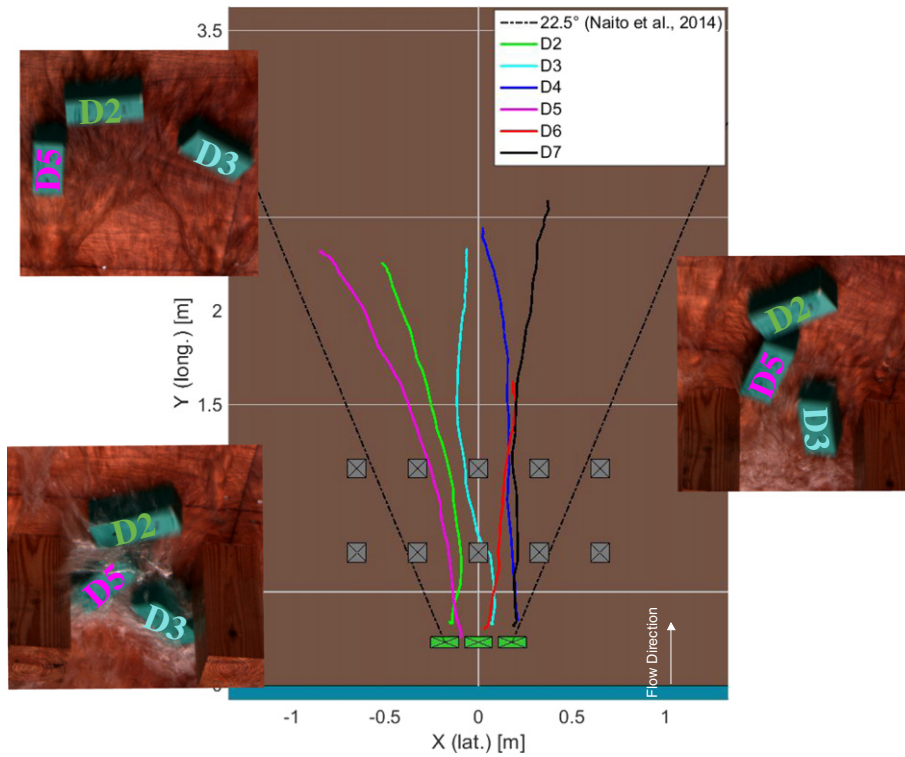 3.5
22.5° (Naito et al., 2014)
D2
D3
D4
D5
D6
D7
D2
D5
D3
2
1.5
Y (long.) [m]
D2
D5
D3
D2
D5
D3
Flow Direction
-1
-0.5
0
0.5
1
X (lat.) [m]